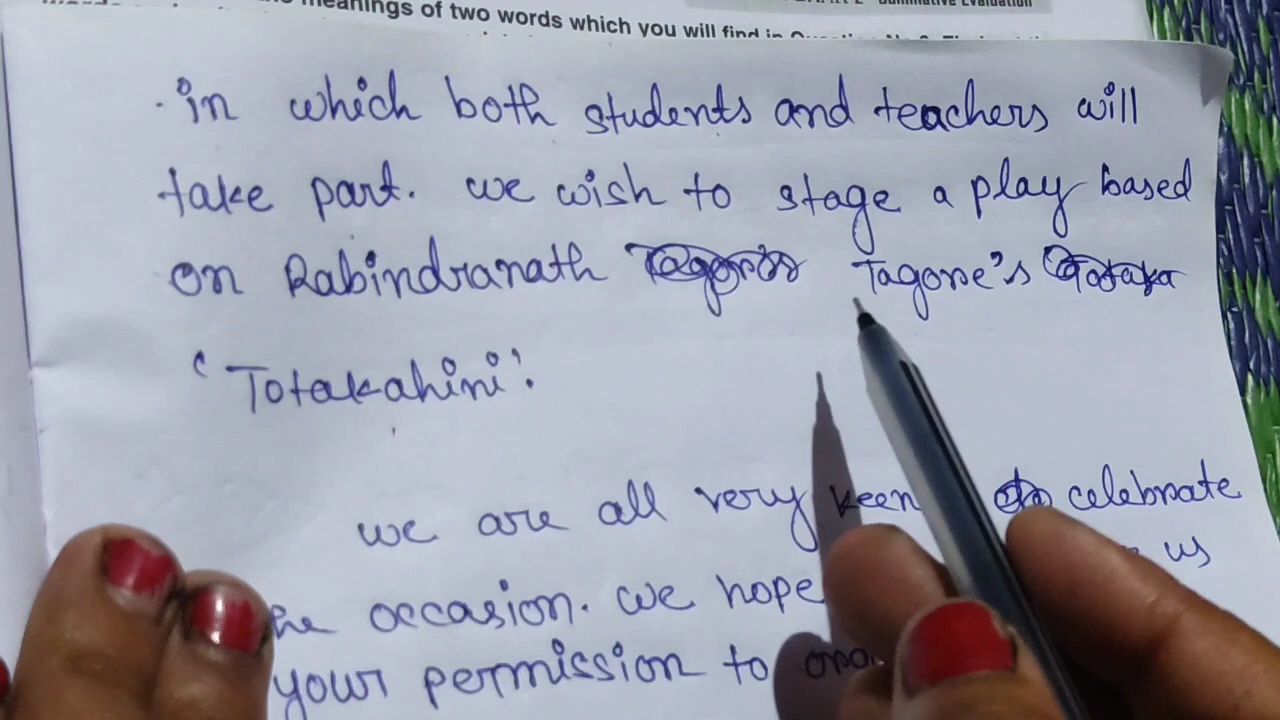 meanings of two words which you will find in
in which both students and teachers will
take part. we wish to stage a play based
on Rabindranath Tagore's
'Totakahini'.
we are all very keen celebrate
he occasion. we hope us
your permission to